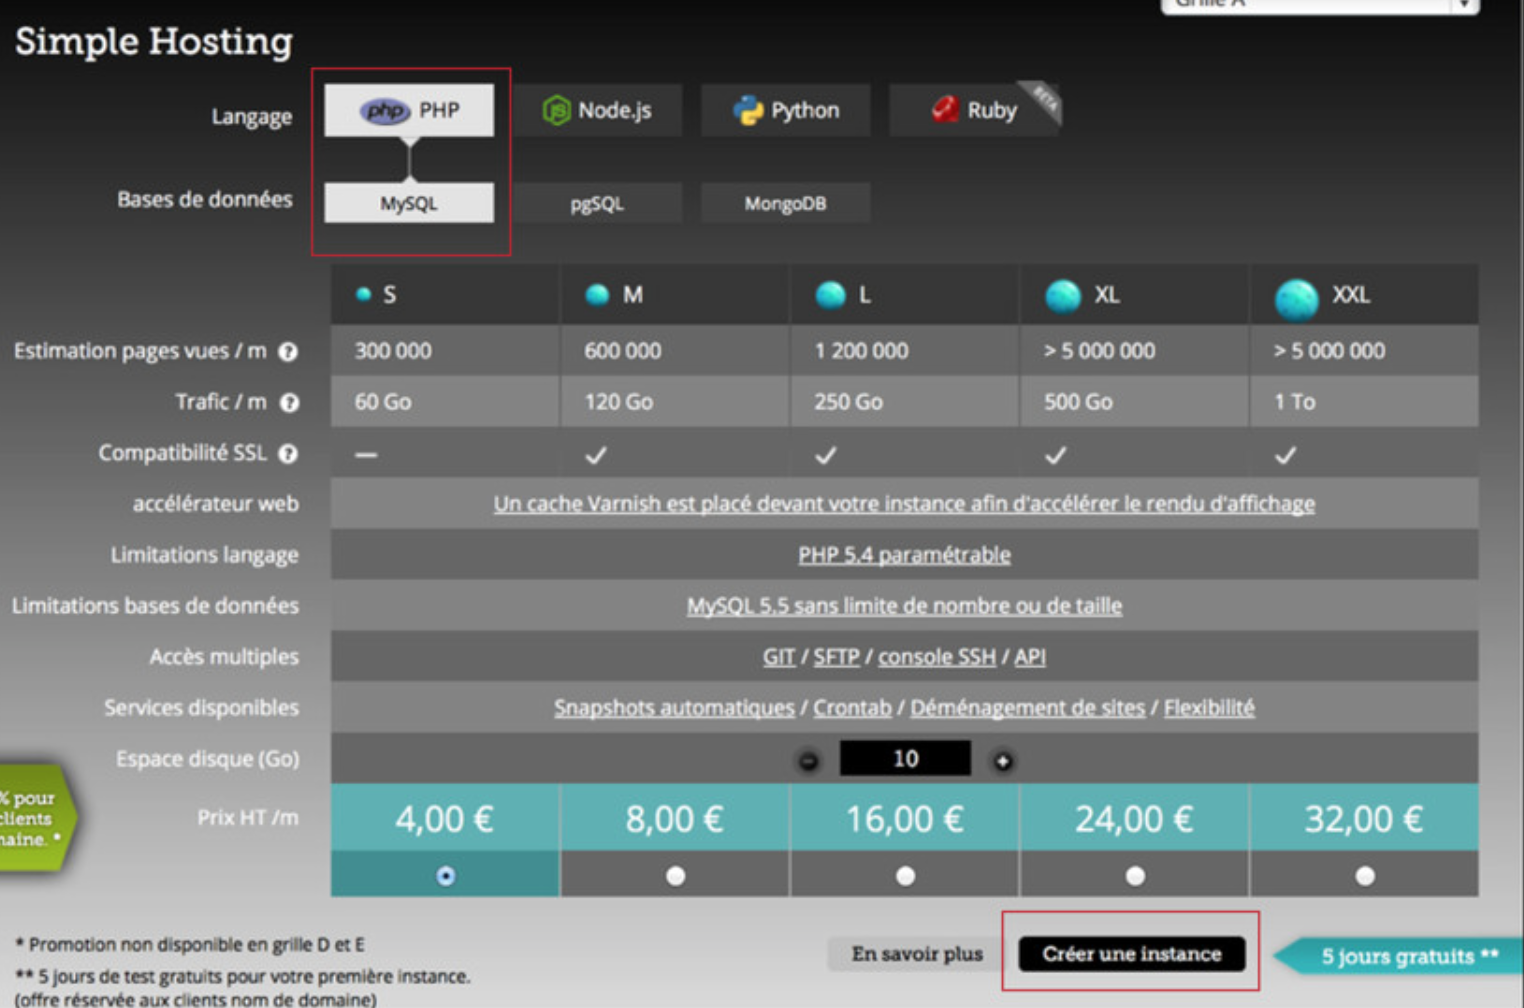 Grille A
Simple Hosting
Langage
php PHP
JS Node.js
Python
Ruby
BETA
Bases de données
MySQL
pgSQL
MongoDB
S M L XL XXL
Estimation pages vues / m ? 300 000 600 000 1 200 000 > 5 000 000 > 5 000 000
Trafic / m ? 60 Go 120 Go 250 Go 500 Go 1 To
Compatibilité SSL ? —
accélérateur web Un cache Varnish est placé devant votre instance afin d'accélérer le rendu d'affichage
Limitations langage PHP 5.4 paramétrable
Limitations bases de données MySQL 5.5 sans limite de nombre ou de taille
Accès multiples GIT / SFTP / console SSH / API
Services disponibles Snapshots automatiques / Crontab / Déménagement de sites / Flexibilité
Espace disque (Go) 10
% pour
clients
Prix HT /m 4,00 € 8,00 € 16,00 € 24,00 € 32,00 €
* Promotion non disponible en grille D et E
** 5 jours de test gratuits pour votre première instance.
(offre réservée aux clients nom de domaine)
En savoir plus
Créer une instance
5 jours gratuits **